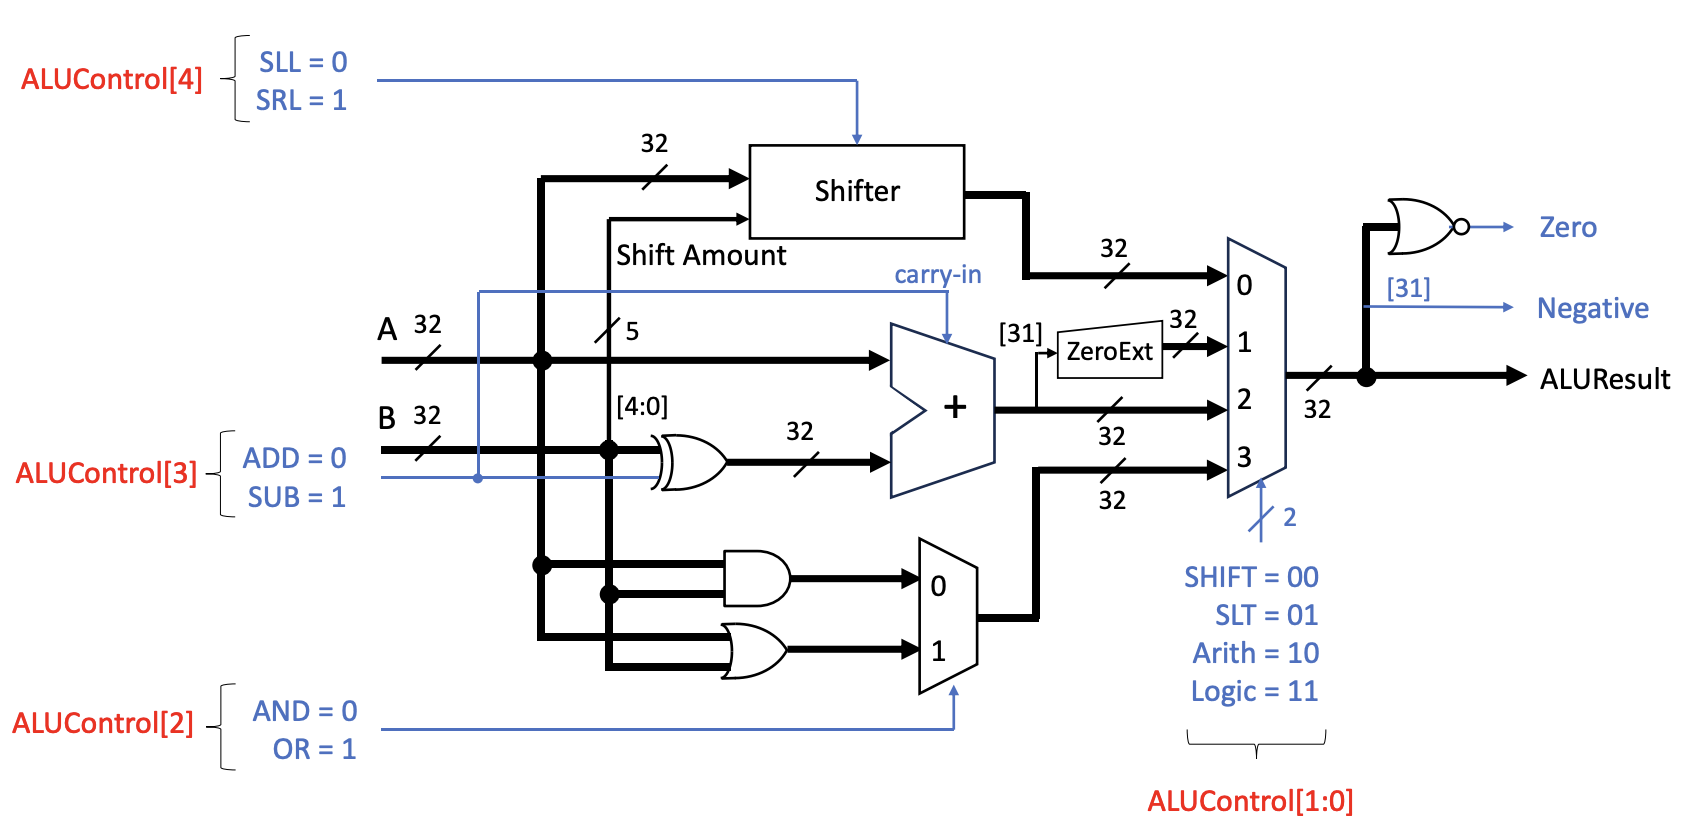 ALUControl[4]
SLL = 0
SRL = 1
32
Shifter
Shift Amount
carry-in
32
0
Zero
[31]
Negative
A
32
5
[31]
ZeroExt
32
1
ALUResult
B
32
[4:0]
32
+
32
2
32
3
32
ALUControl[3]
ADD = 0
SUB = 1
2
0
1
SHIFT = 00
SLT = 01
Arith = 10
Logic = 11
ALUControl[2]
AND = 0
OR = 1
ALUControl[1:0]